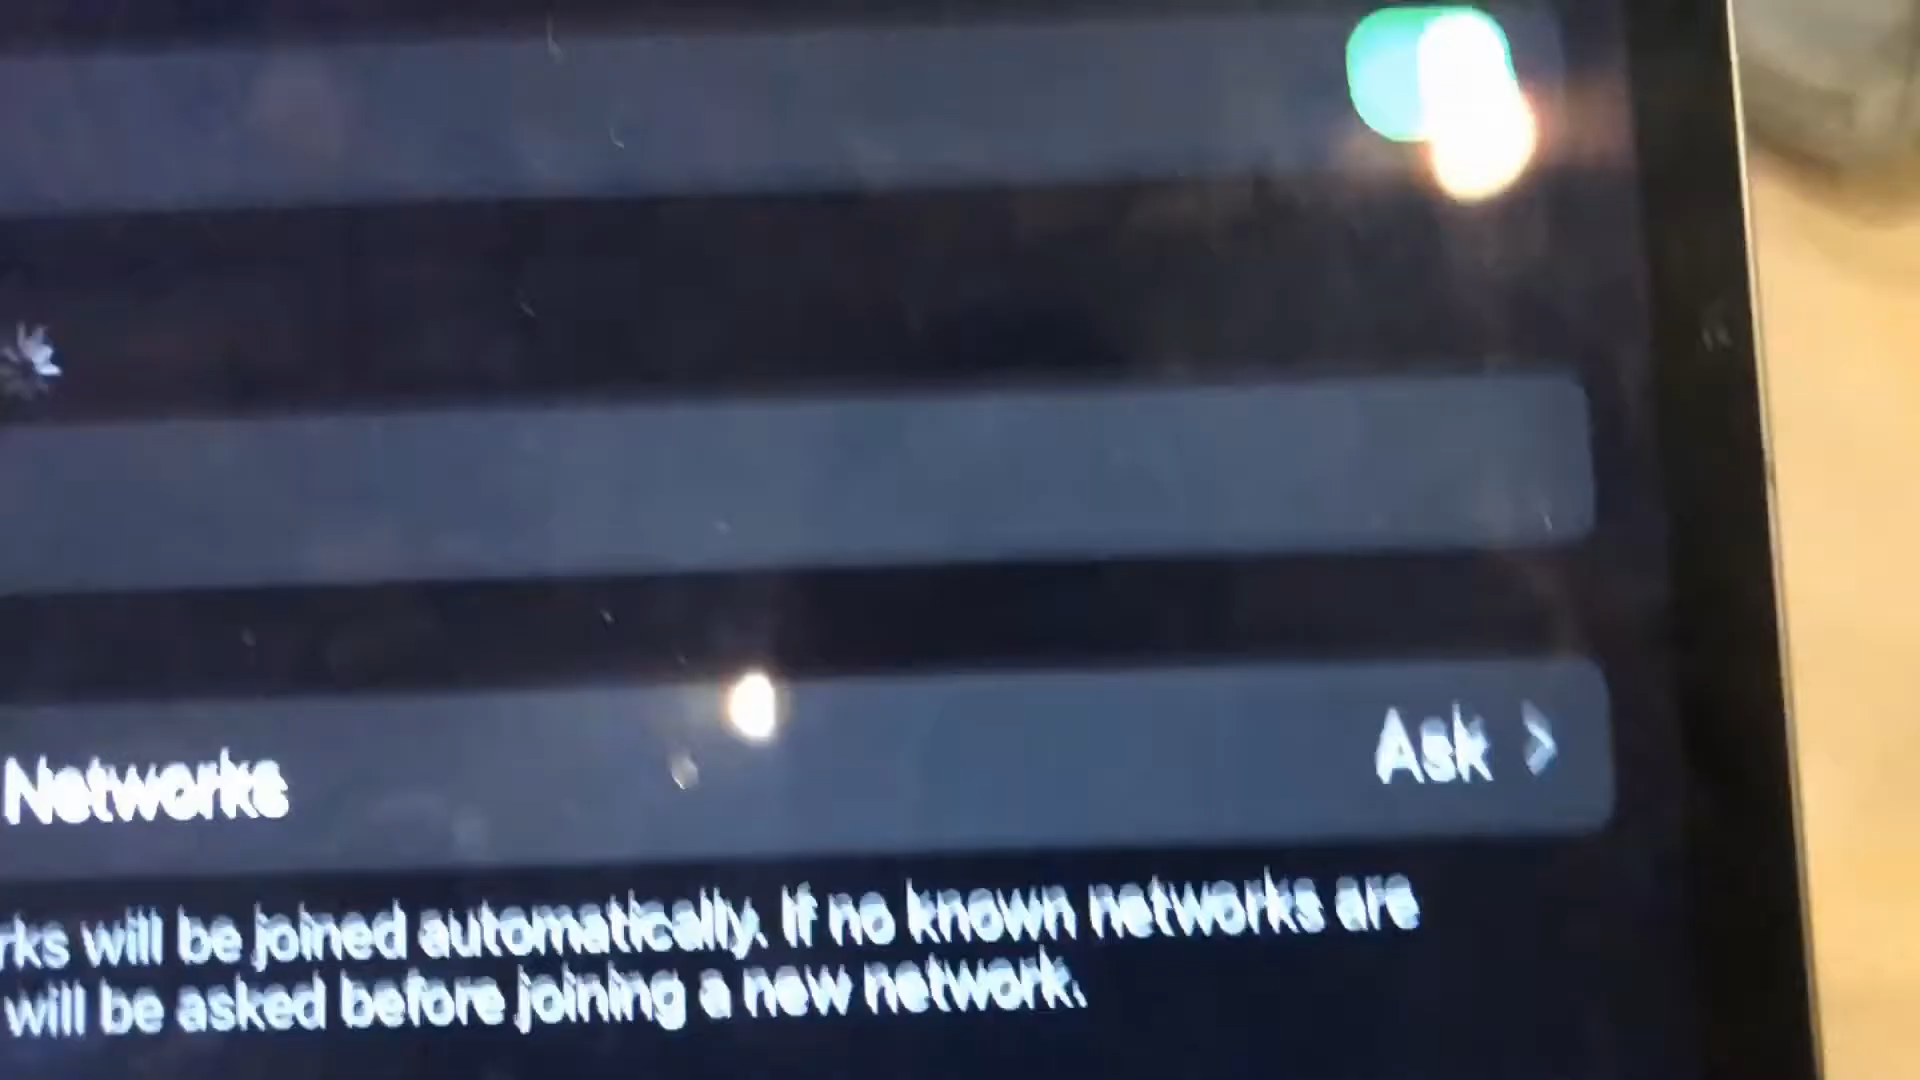 Networks
Ask >
rks will be joined automatically. If no known networks are
will be asked before joining a new network.